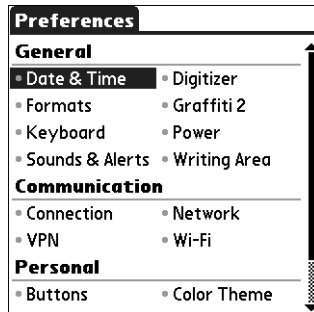 Preferences
General
• Date & Time • Digitizer
• Formats • Graffiti 2
• Keyboard • Power
• Sounds & Alerts • Writing Area
Communication
• Connection • Network
• VPN • Wi-Fi
Personal
• Buttons • Color Theme